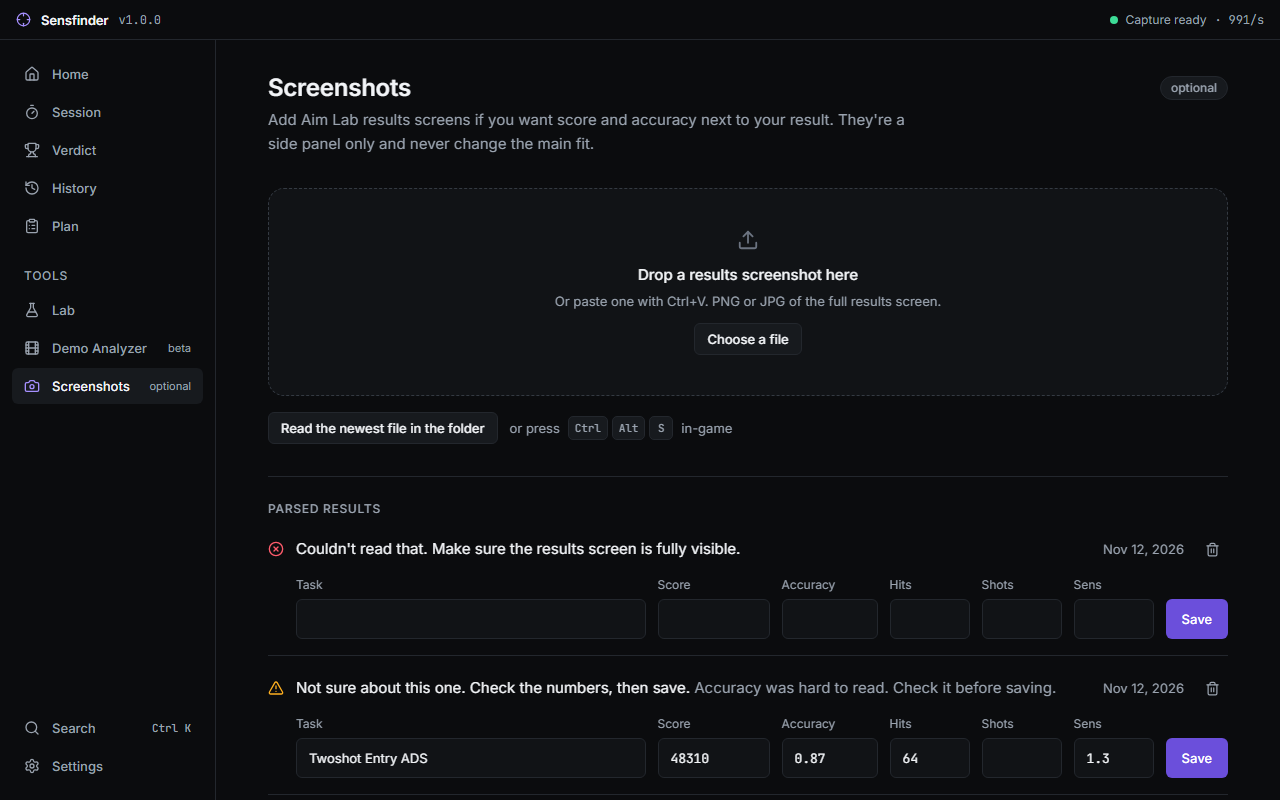 Sensfinder v1.0.0
Capture ready · 991/s
Home
Session
Verdict
History
Plan
TOOLS
Lab
Demo Analyzer beta
Screenshots optional
Search Ctrl K
Settings
Screenshots
optional
Add Aim Lab results screens if you want score and accuracy next to your result. They're a
side panel only and never change the main fit.
Drop a results screenshot here
Or paste one with Ctrl+V. PNG or JPG of the full results screen.
Choose a file
Read the newest file in the folder or press Ctrl Alt S in-game
PARSED RESULTS
Couldn't read that. Make sure the results screen is fully visible. Nov 12, 2026
Task Score Accuracy Hits Shots Sens
Save
Not sure about this one. Check the numbers, then save. Accuracy was hard to read. Check it before saving. Nov 12, 2026
Task Score Accuracy Hits Shots Sens
Twoshot Entry ADS 48310 0.87 64 1.3 Save